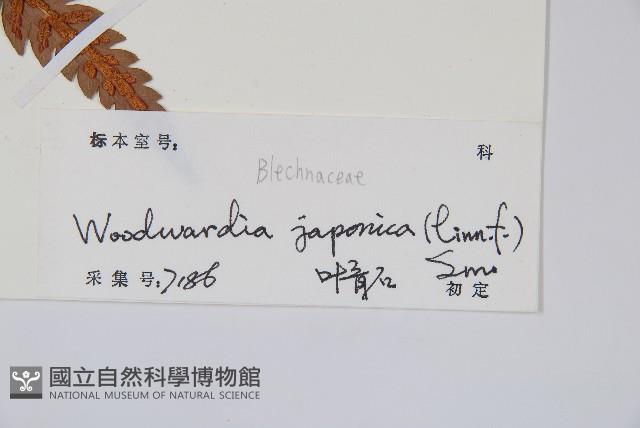 标本室号:
科
Blechnaceae
Woodwardia japonica (Linn.f.)
Sm.
采集号:7186
叶育石
初定
國立自然科學博物館
NATIONAL MUSEUM OF NATURAL SCIENCE